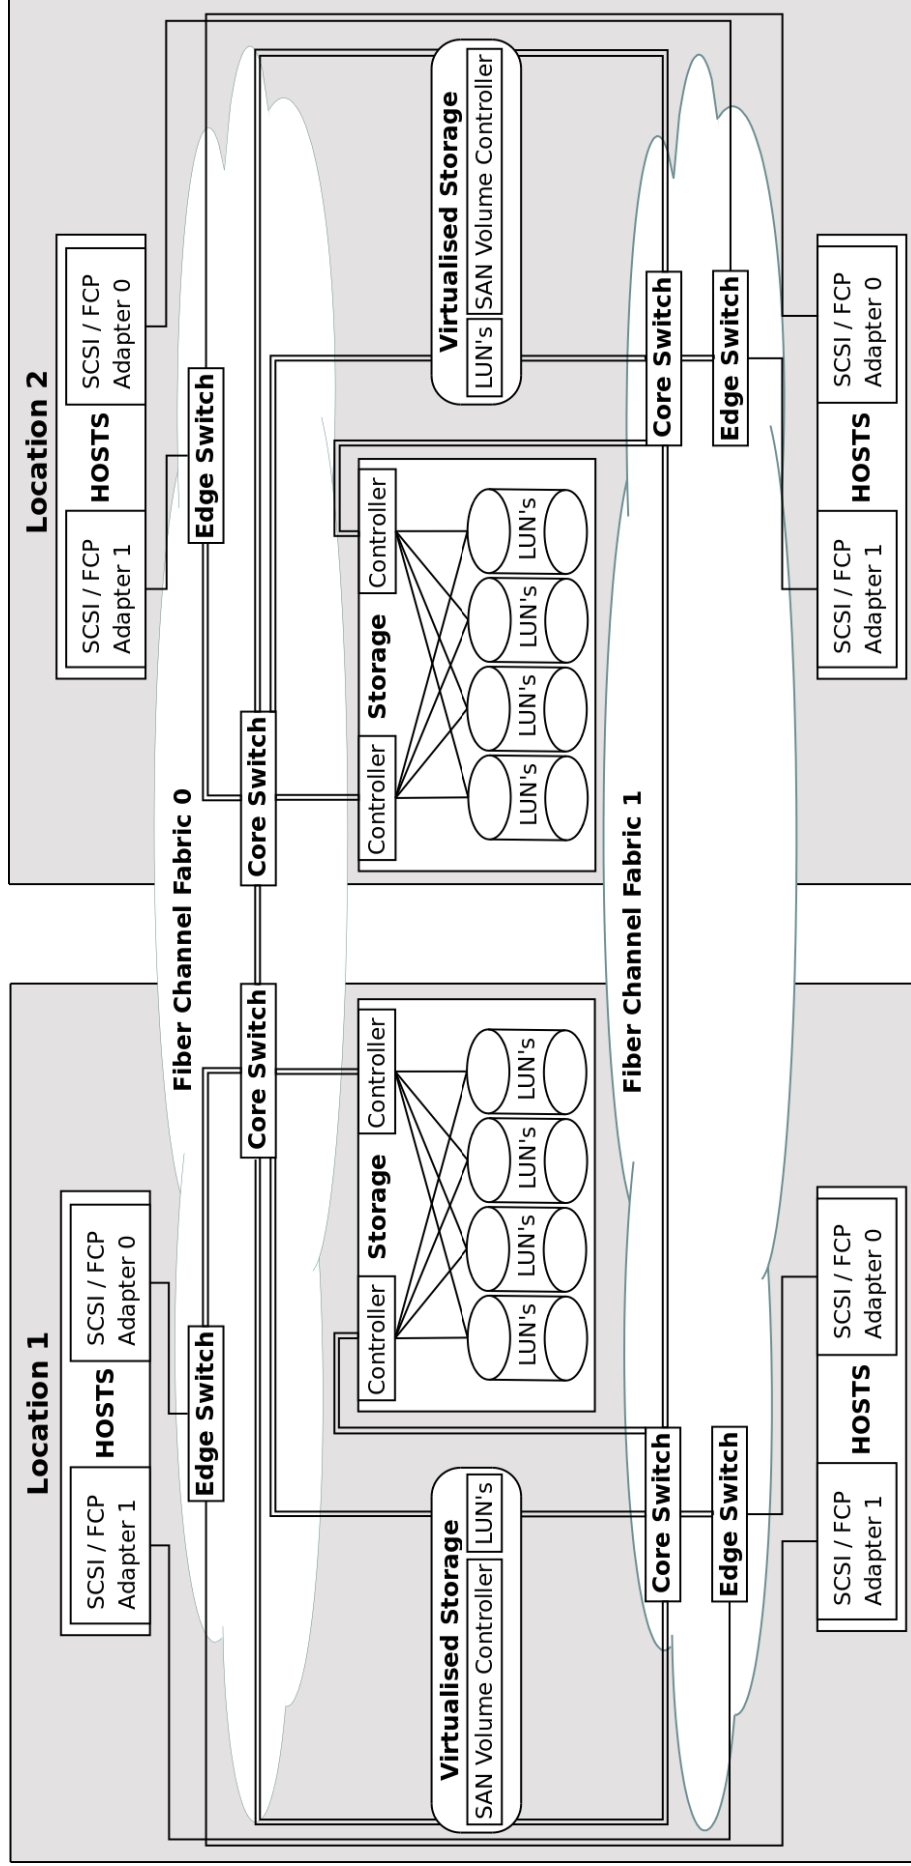 Location 1
SCSI / FCP
Adapter 1
HOSTS
SCSI / FCP
Adapter 0
Edge Switch
Fiber Channel Fabric 0
Core Switch
Controller
Storage
Controller
LUN's
LUN's
LUN's
LUN's
Virtualised Storage
SAN Volume Controller
LUN's
Fiber Channel Fabric 1
Core Switch
Edge Switch
SCSI / FCP
Adapter 1
HOSTS
SCSI / FCP
Adapter 0
Location 2
SCSI / FCP
Adapter 1
HOSTS
SCSI / FCP
Adapter 0
Edge Switch
Core Switch
Controller
Storage
Controller
LUN's
LUN's
LUN's
LUN's
Virtualised Storage
LUN's
SAN Volume Controller
Core Switch
Edge Switch
SCSI / FCP
Adapter 1
HOSTS
SCSI / FCP
Adapter 0